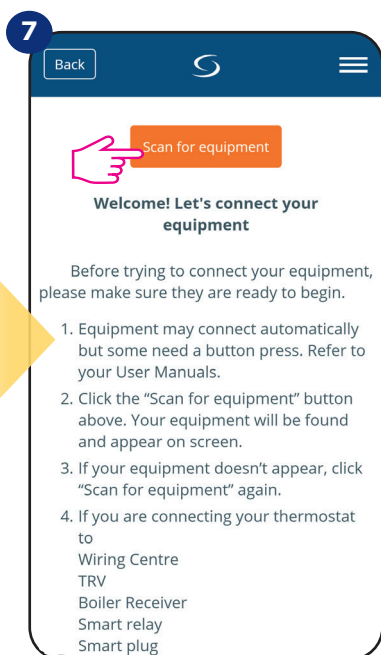 7
Back
Scan for equipment
Welcome! Let's connect your
equipment
Before trying to connect your equipment,
please make sure they are ready to begin.
1. Equipment may connect automatically
but some need a button press. Refer to
your User Manuals.
2. Click the “Scan for equipment” button
above. Your equipment will be found
and appear on screen.
3. If your equipment doesn’t appear, click
“Scan for equipment” again.
4. If you are connecting your thermostat
to
Wiring Centre
TRV
Boiler Receiver
Smart relay
Smart plug